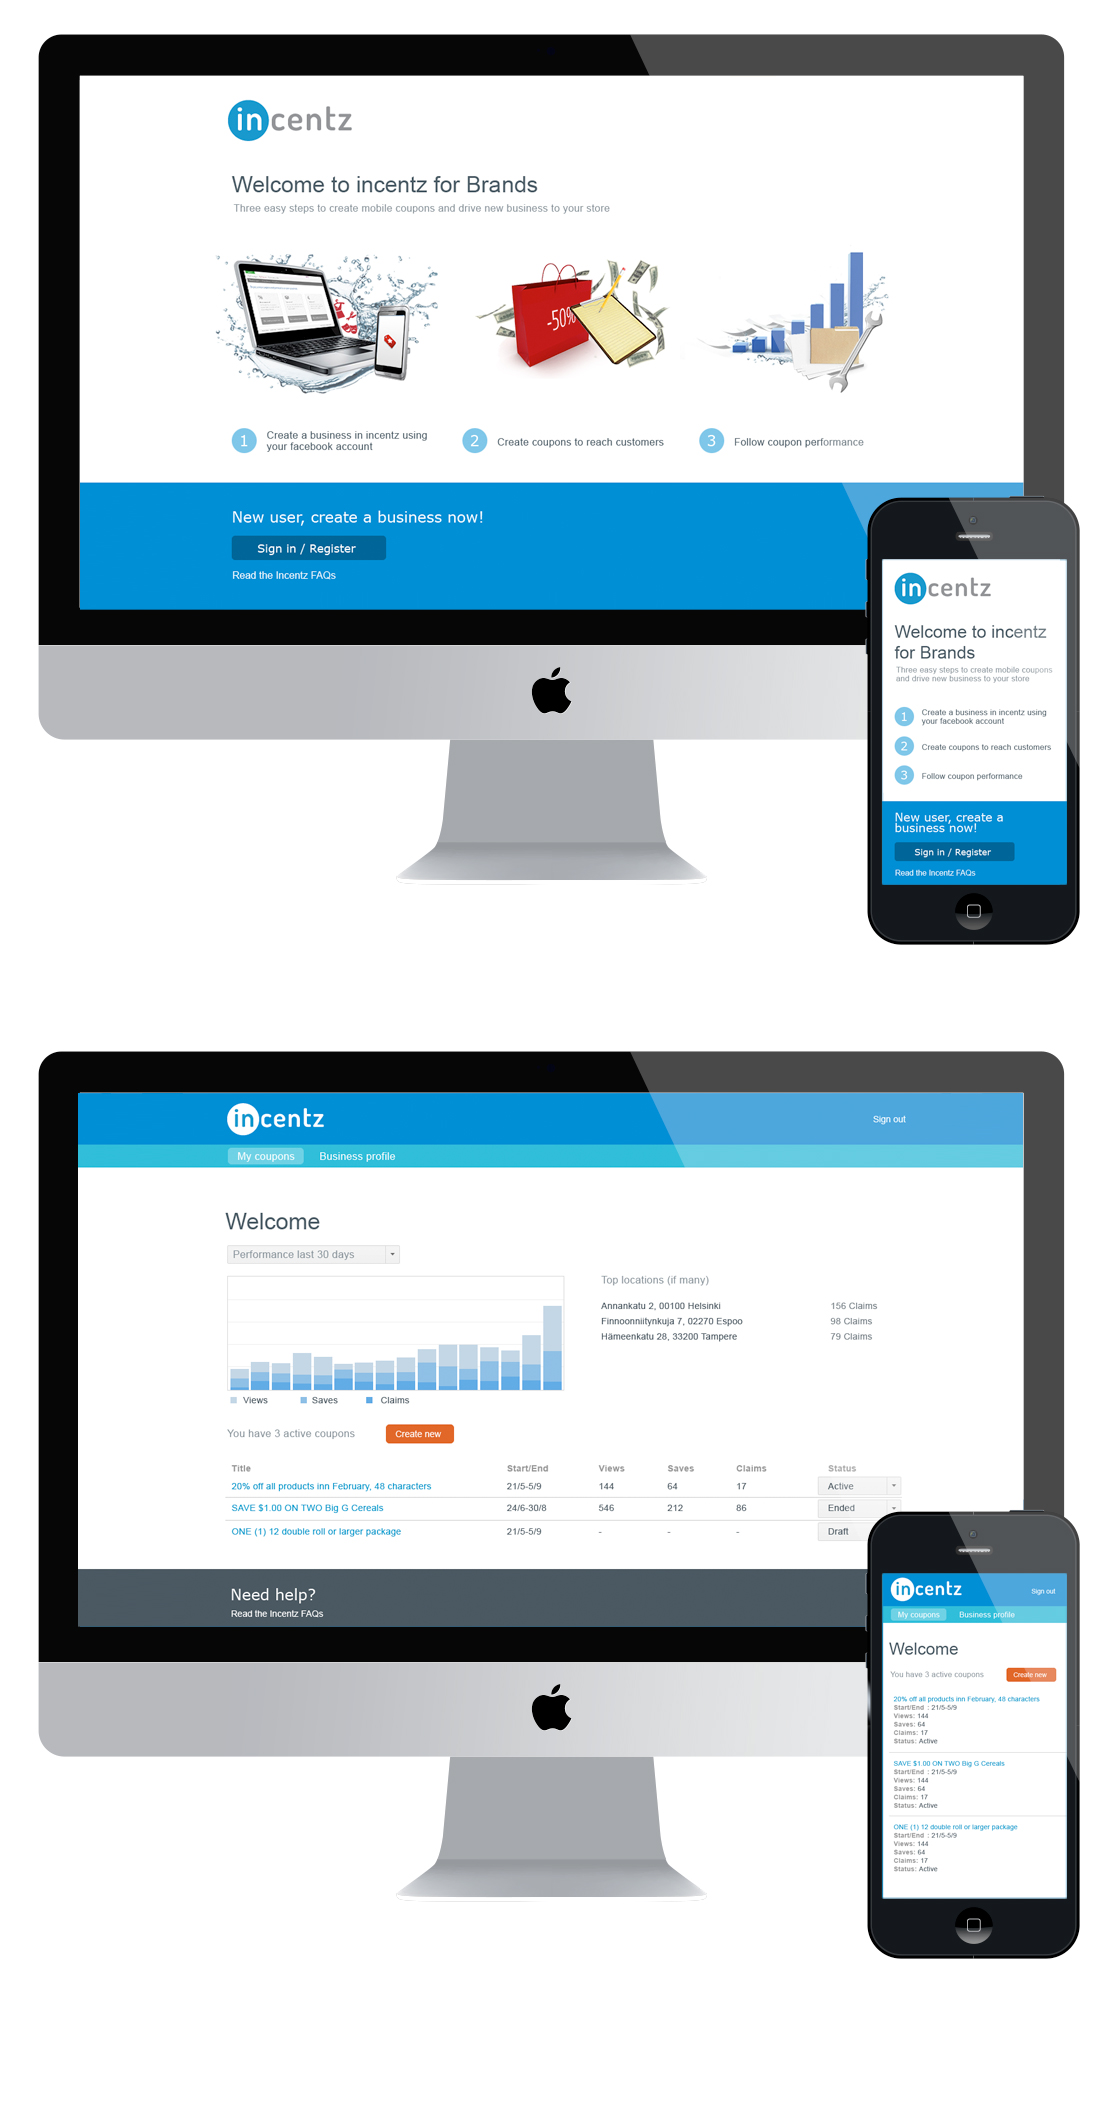 incentz
Welcome to incentz for Brands
Three easy steps to create mobile coupons and drive new business to your store
-50%
1 Create a business in incentz using
your facebook account
2 Create coupons to reach customers
3 Follow coupon performance
New user, create a business now!
Sign in / Register
Read the Incentz FAQs
incentz
Welcome to incentz
for Brands
Three easy steps to create mobile coupons
and drive new business to your store
1 Create a business in incentz using
your facebook account
2 Create coupons to reach customers
3 Follow coupon performance
New user, create a
business now!
Sign in / Register
Read the Incentz FAQs
incentz
Sign out
My coupons Business profile
Welcome
Performance last 30 days
Views Saves Claims
Top locations (if many)
Annankatu 2, 00100 Helsinki 156 Claims
Finnoonniitynkuja 7, 02270 Espoo 98 Claims
Hämeenkatu 28, 33200 Tampere 79 Claims
You have 3 active coupons Create new
Title Start/End Views Saves Claims Status
20% off all products inn February, 48 characters 21/5-5/9 144 64 17 Active
SAVE $1.00 ON TWO Big G Cereals 24/6-30/8 546 212 86 Ended
ONE (1) 12 double roll or larger package 21/5-5/9 - - - Draft
Need help?
Read the Incentz FAQs
incentz
Sign out
My coupons Business profile
Welcome
You have 3 active coupons Create new
20% off all products inn February, 48 characters
Start/End : 21/5-5/9
Views: 144
Saves: 64
Claims: 17
Status: Active
SAVE $1.00 ON TWO Big G Cereals
Start/End : 21/5-5/9
Views: 144
Saves: 64
Claims: 17
Status: Active
ONE (1) 12 double roll or larger package
Start/End : 21/5-5/9
Views: 144
Saves: 64
Claims: 17
Status: Active